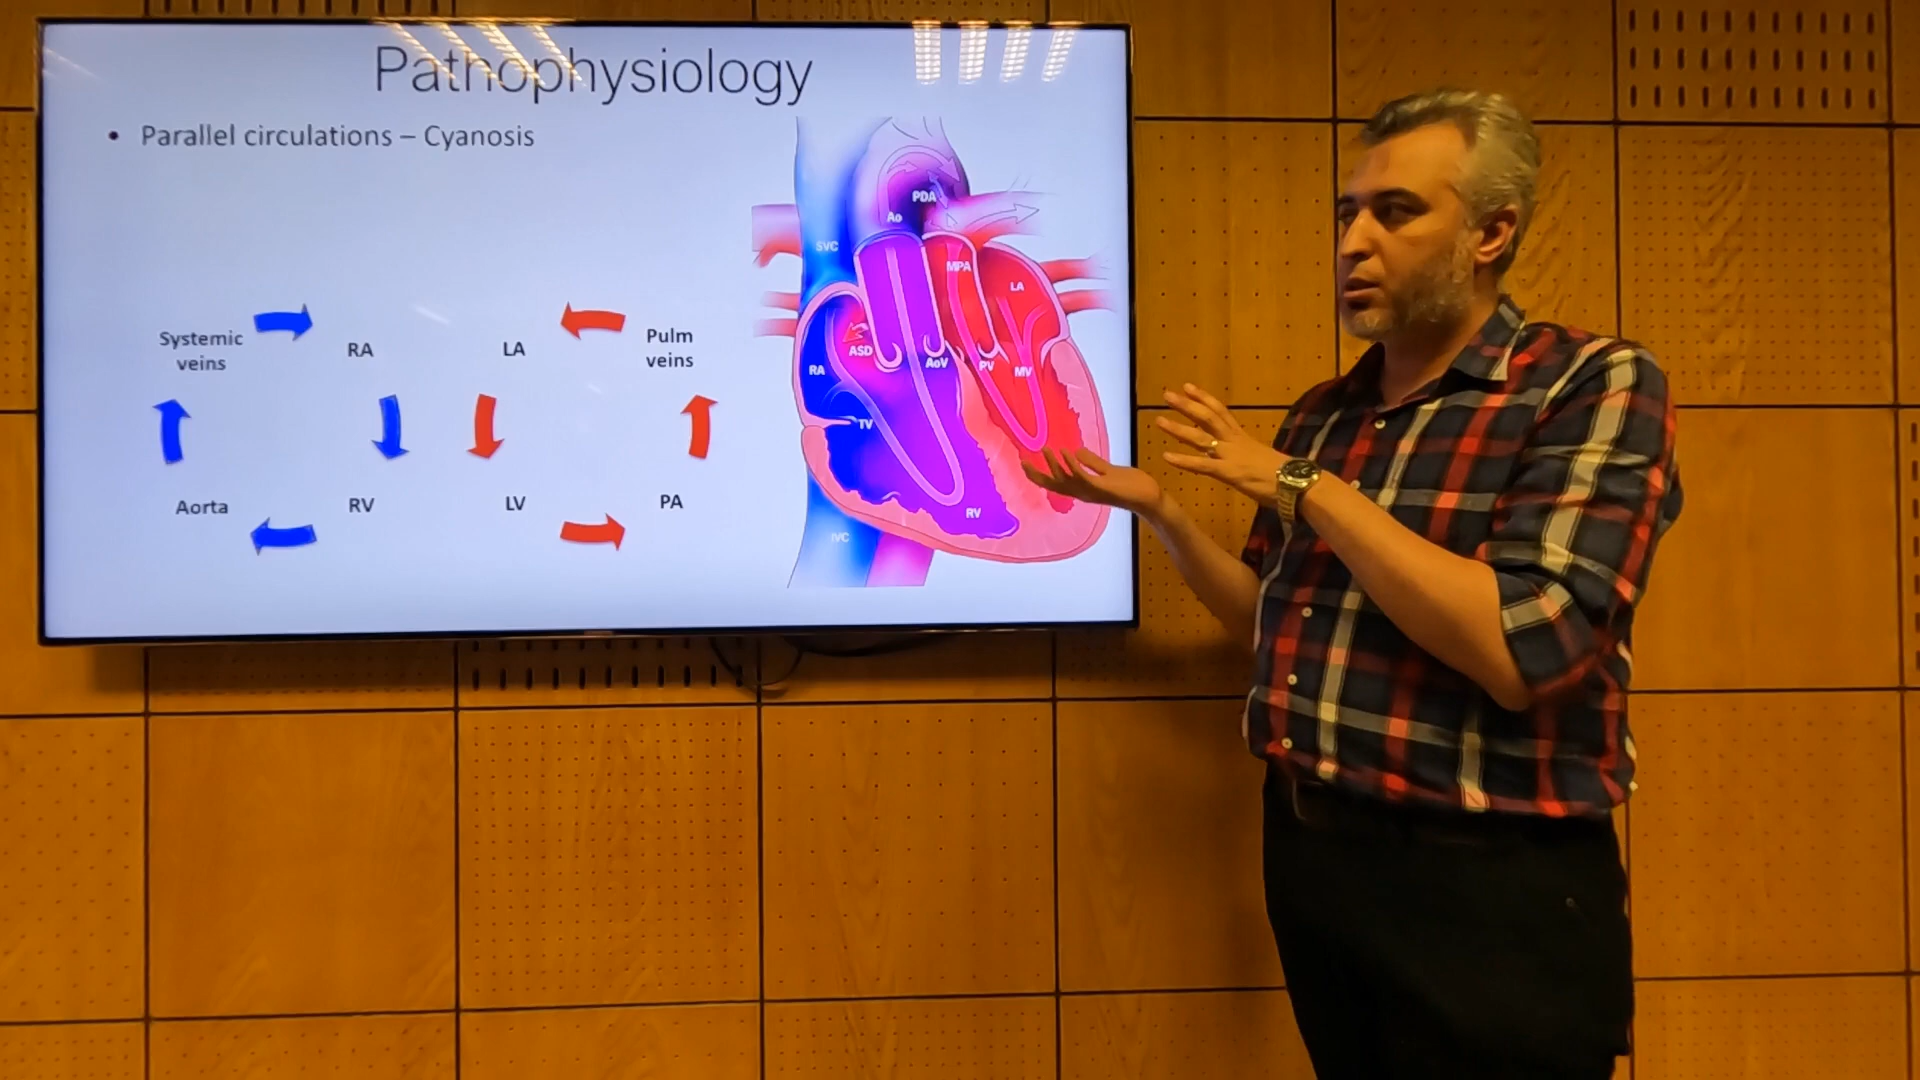 Pathophysiology
• Parallel circulations – Cyanosis
Systemic
veins
RA
LA
Pulm
veins
Aorta
RV
LV
PA
PDA
Ao
SVC
MPA
LA
ASD
RA
AoV
PV
MV
TV
RV
IVC